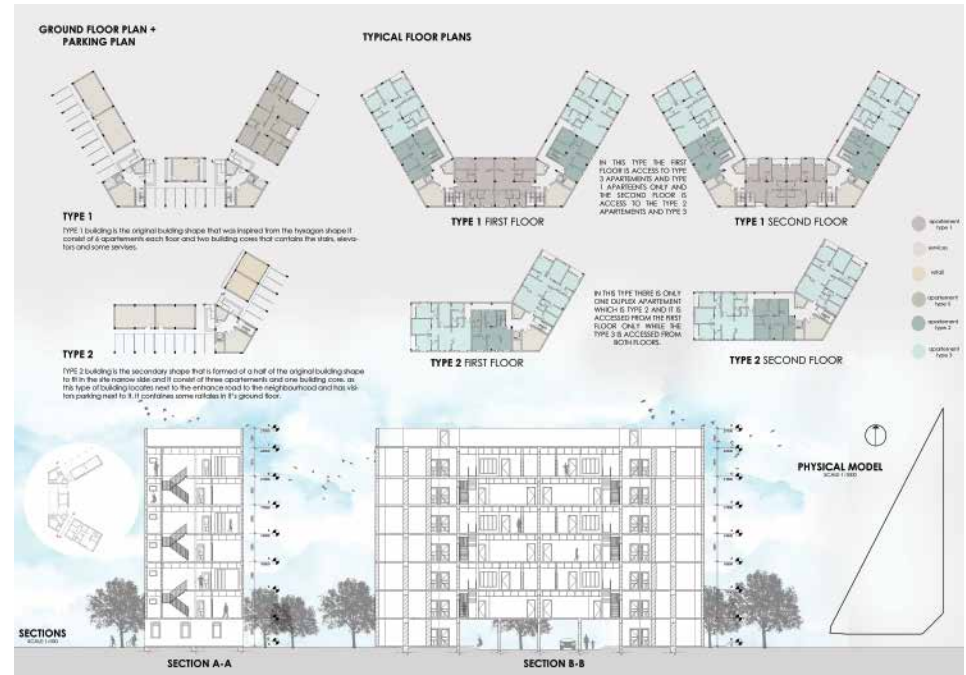 GROUND FLOOR PLAN +
PARKING PLAN
TYPICAL FLOOR PLANS
TYPE 1
TYPE 1 building is the original building shape that was inspired from the hyxagon shape it
consist of 6 apartements each floor and two building cores that contains the stairs, eleva-
tors and some servises.
TYPE 1 FIRST FLOOR
IN THIS TYPE THE FIRST
FLOOR IS ACCESS TO TYPE
3 APARTEMENTS AND TYPE
1 APARTEENTS ONLY AND
THE SECOND FLOOR IS
ACCESS TO THE TYPE 2
APARTEMENTS AND TYPE 3
TYPE 1 SECOND FLOOR
apartement
type 1
services
retail
apartement
apartement
type 2
apartement
type 3
TYPE 2
TYPE 2 building is the secondary shape that is formed of a half of the original building shape
to fit in the site narrow side and it consist of three apartements and one building core. as
this type of building locates next to the entrance road to the neighbourhood and has visi-
tors parking next to it. it containes some in it's ground floor.
TYPE 2 FIRST FLOOR
IN THIS TYPE THERE IS ONLY
ONE DUPLEX APARTEMENT
WHICH IS TYPE 2 AND IT IS
ACCESSED FROM THE FIRST
FLOOR ONLY WHILE THE
TYPE 3 IS ACCESSED FROM
BOTH FLOORS.
TYPE 2 SECOND FLOOR
PHYSICAL MODEL
SECTIONS
SECTION A-A
SECTION B-B